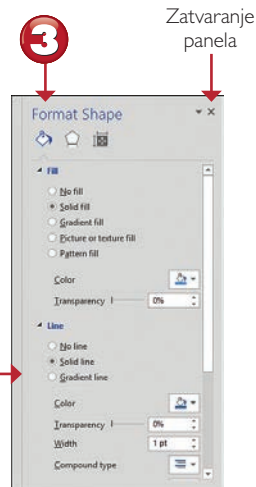 Zatvaranje
panela
3
Format Shape
Fill
No fill
Solid fill
Gradient fill
Picture or texture fill
Pattern fill
Color
Transparency 0%
Line
No line
Solid line
Gradient line
Color
Transparency 0%
Width 1 pt
Compound type